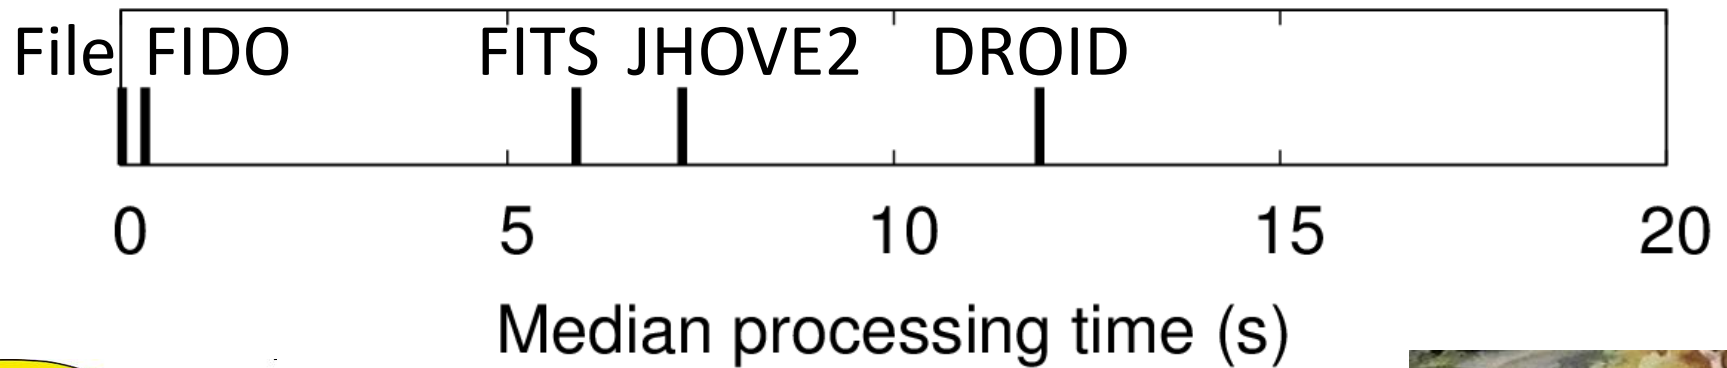 File FIDO FITS JHOVE2 DROID
0 5 10 15 20
Median processing time (s)